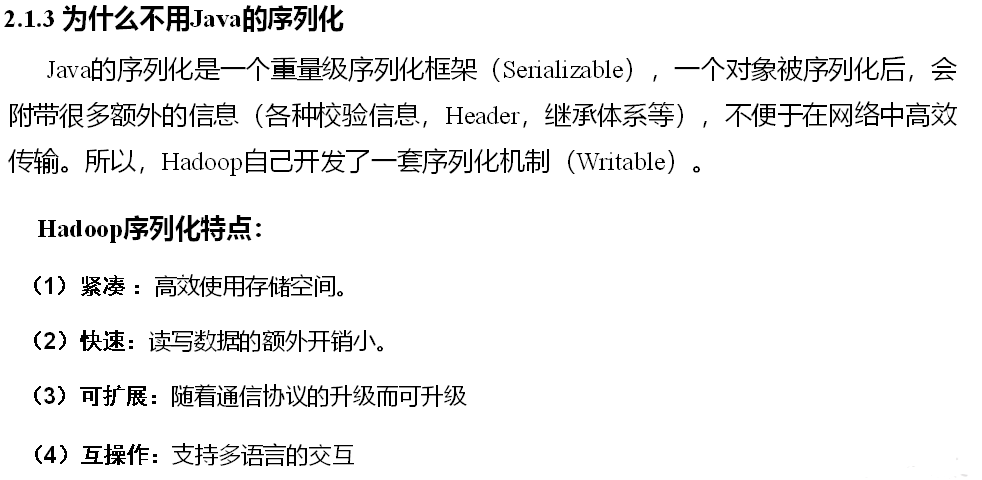 2.1.3 为什么不用Java的序列化
Java的序列化是一个重量级序列化框架（Serializable），一个对象被序列化后，会
附带很多额外的信息（各种校验信息，Header，继承体系等），不便于在网络中高效
传输。所以，Hadoop自己开发了一套序列化机制（Writable）。
Hadoop序列化特点：
（1）紧凑 ：高效使用存储空间。
（2）快速：读写数据的额外开销小。
（3）可扩展：随着通信协议的升级而可升级
（4）互操作：支持多语言的交互